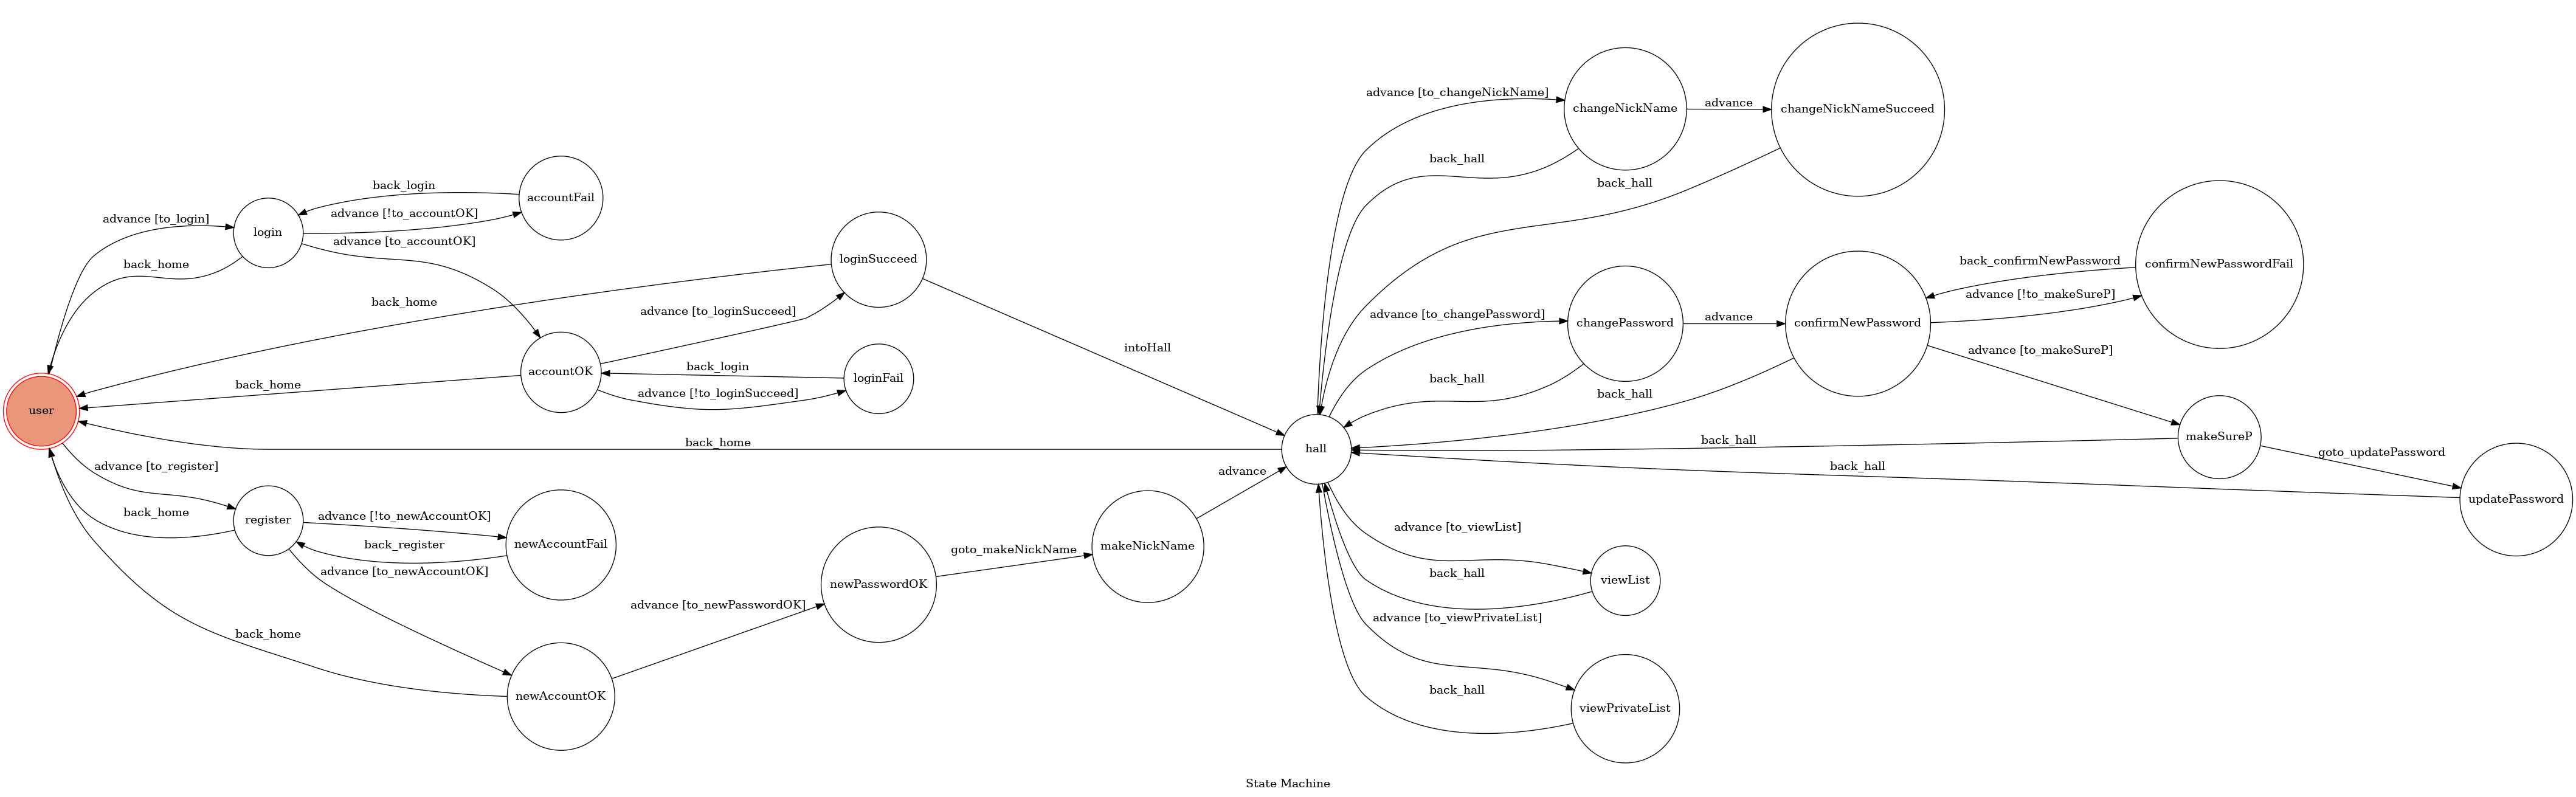 advance [to_changeNickName]
changeNickName
advance
changeNickNameSucceed
back_hall
back_hall
back_login
accountFail
advance [to_login]
advance [!to_accountOK]
login
advance [to_accountOK]
back_home
loginSucceed
back_home
advance [to_loginSucceed]
intoHall
back_confirmNewPassword
confirmNewPasswordFail
advance [!to_makeSureP]
advance [to_changePassword]
changePassword
advance
confirmNewPassword
advance [to_makeSureP]
back_login
accountOK
loginFail
back_home
advance [!to_loginSucceed]
back_hall
back_hall
user
back_home
hall
back_hall
makeSureP
goto_updatePassword
back_hall
updatePassword
advance [to_register]
advance
back_home
register
advance [!to_newAccountOK]
back_register
newAccountFail
advance [to_newAccountOK]
goto_makeNickName
makeNickName
newPasswordOK
advance [to_newPasswordOK]
advance [to_viewList]
back_hall
viewList
advance [to_viewPrivateList]
back_home
newAccountOK
back_hall
viewPrivateList
State Machine